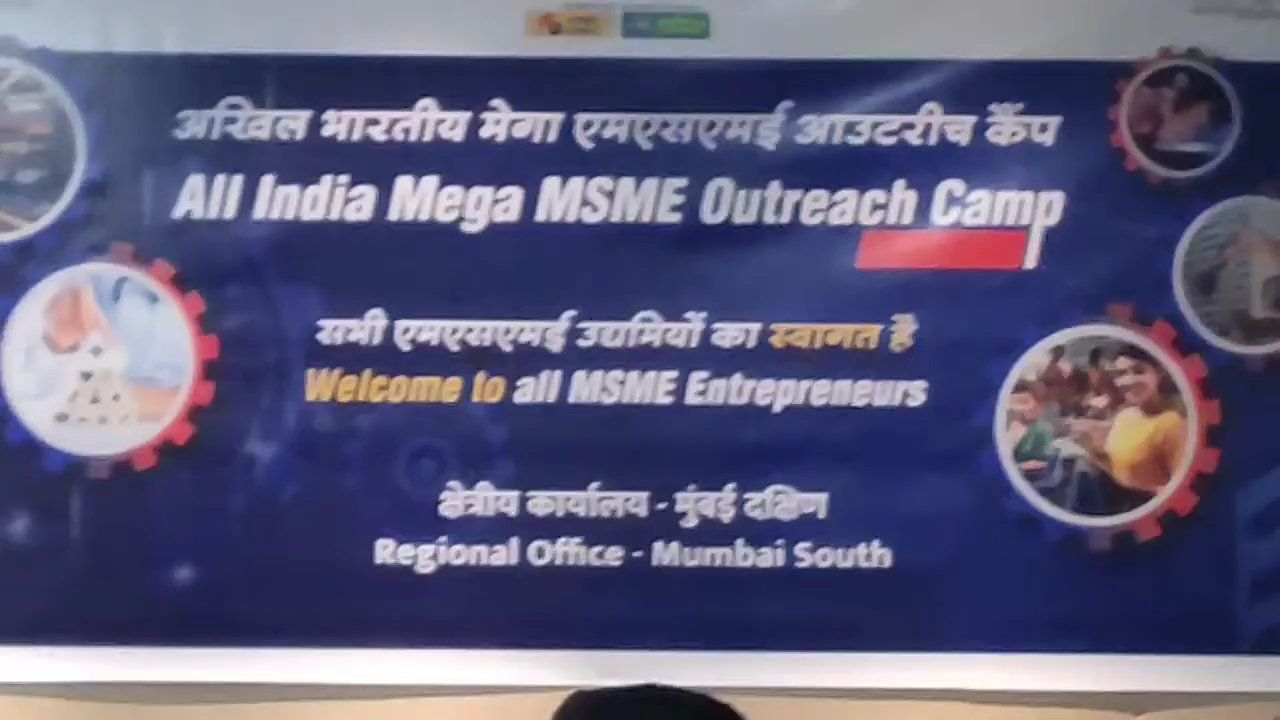 अखिल भारतीय मेगा एमएसएमई आउटरीच कैंप
All India Mega MSME Outreach Camp
सभी एमएसएमई उद्यमियों का स्वागत है
Welcome to all MSME Entrepreneurs
क्षेत्रीय कार्यालय - मुंबई दक्षिण
Regional Office - Mumbai South